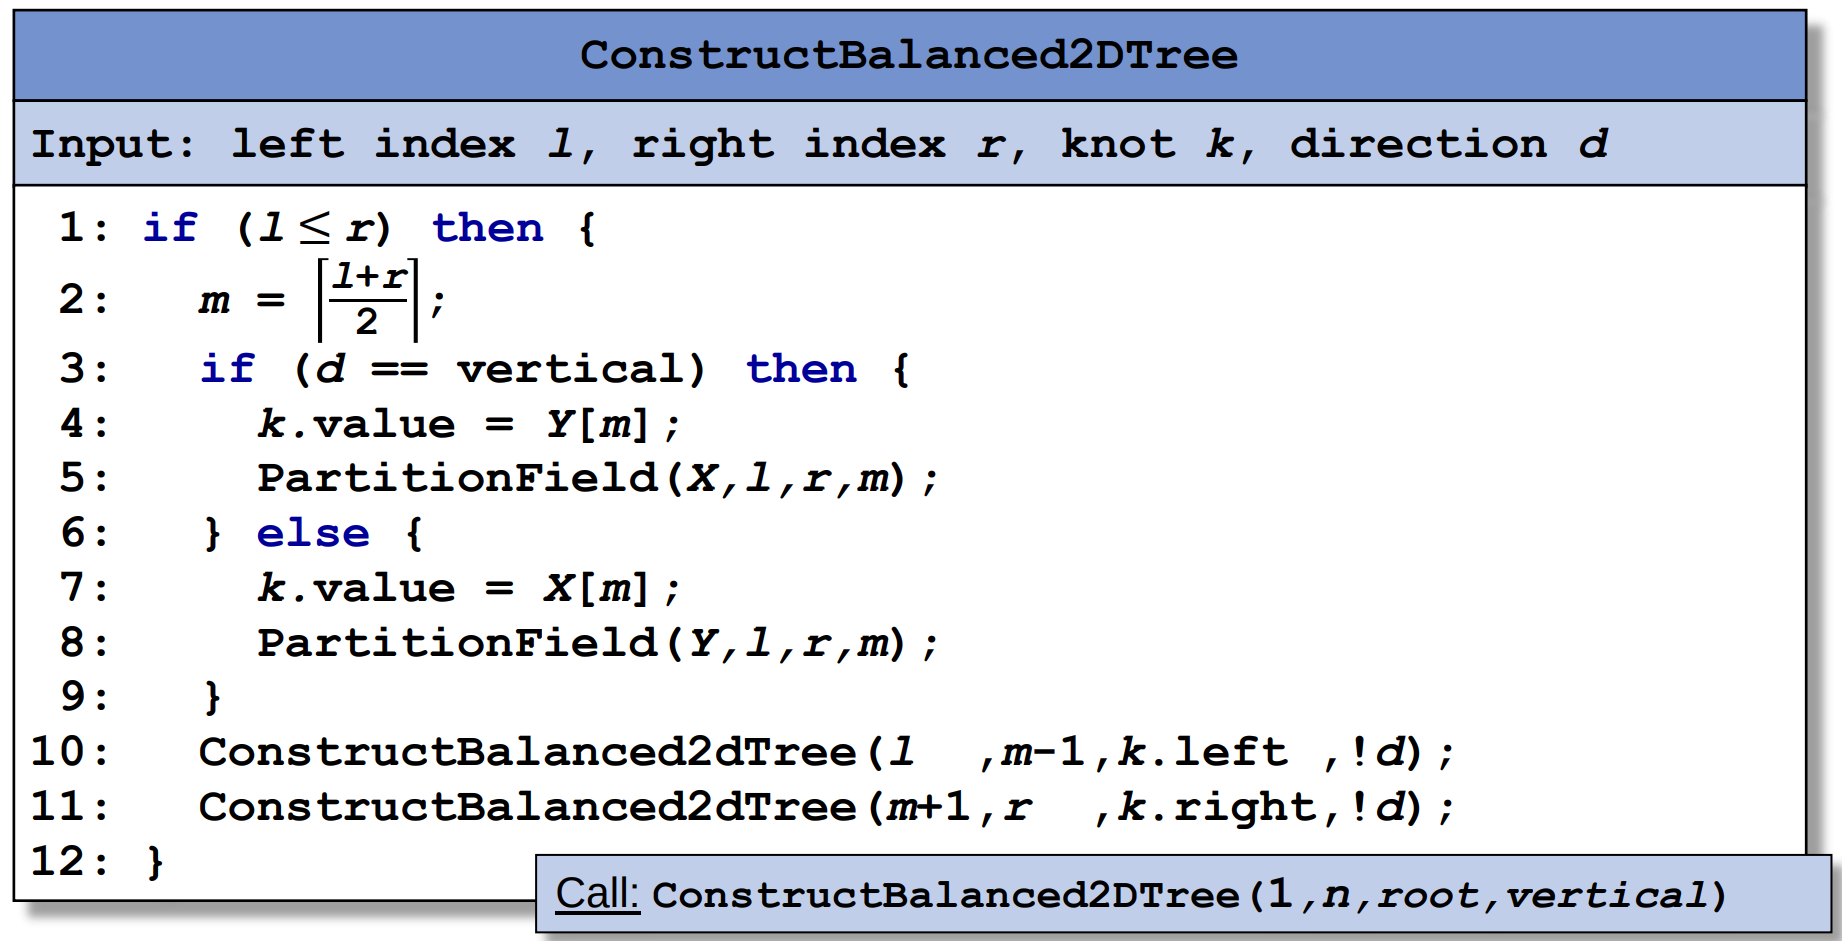 ConstructBalanced2DTree
Input: left index l, right index r, knot k, direction d
1: if (l ≤ r) then {
2: m = ⌈(l+r)/2⌉;
3: if (d == vertical) then {
4: k.value = Y[m];
5: PartitionField(X,l,r,m);
6: } else {
7: k.value = X[m];
8: PartitionField(Y,l,r,m);
9: }
10: ConstructBalanced2dTree(l ,m-1,k.left ,!d);
11: ConstructBalanced2dTree(m+1,r ,k.right,!d);
12: }
Call: ConstructBalanced2DTree(1,n,root,vertical)